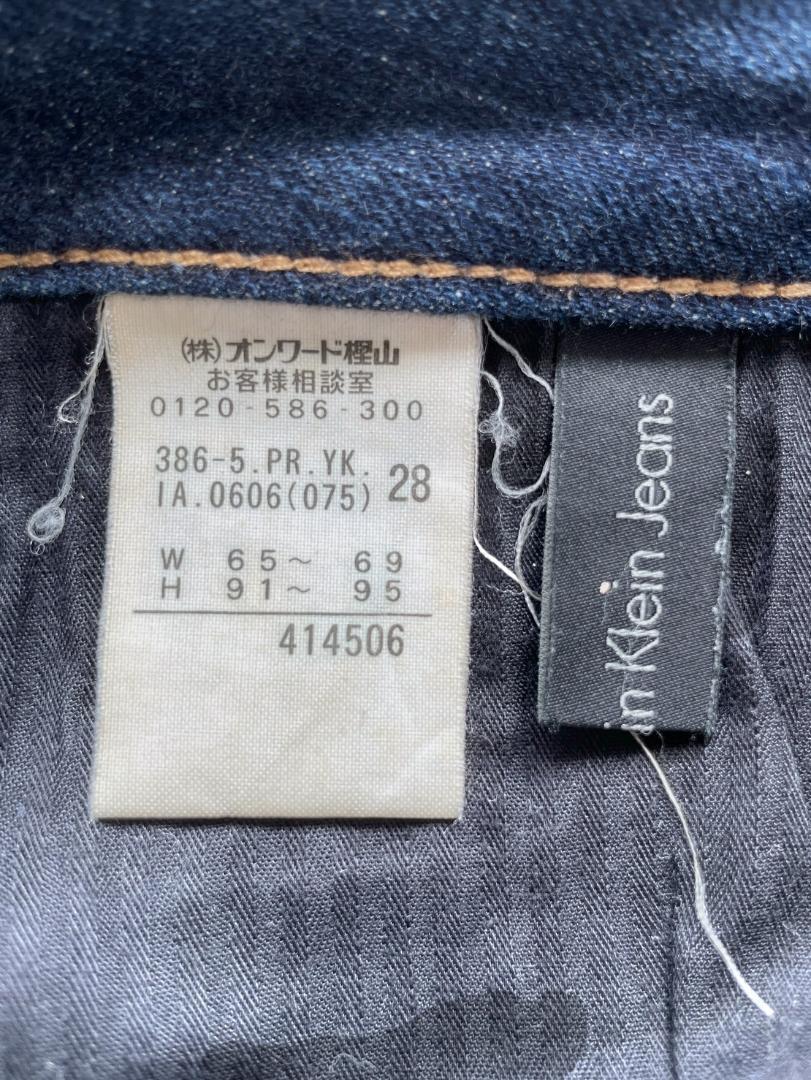 (株)オンワード樫山
お客様相談室
0120-586-300
386-5.PR.YK.
IA.0606(075) 28
W 65～ 69
H 91～ 95
414506
in Klein Jeans